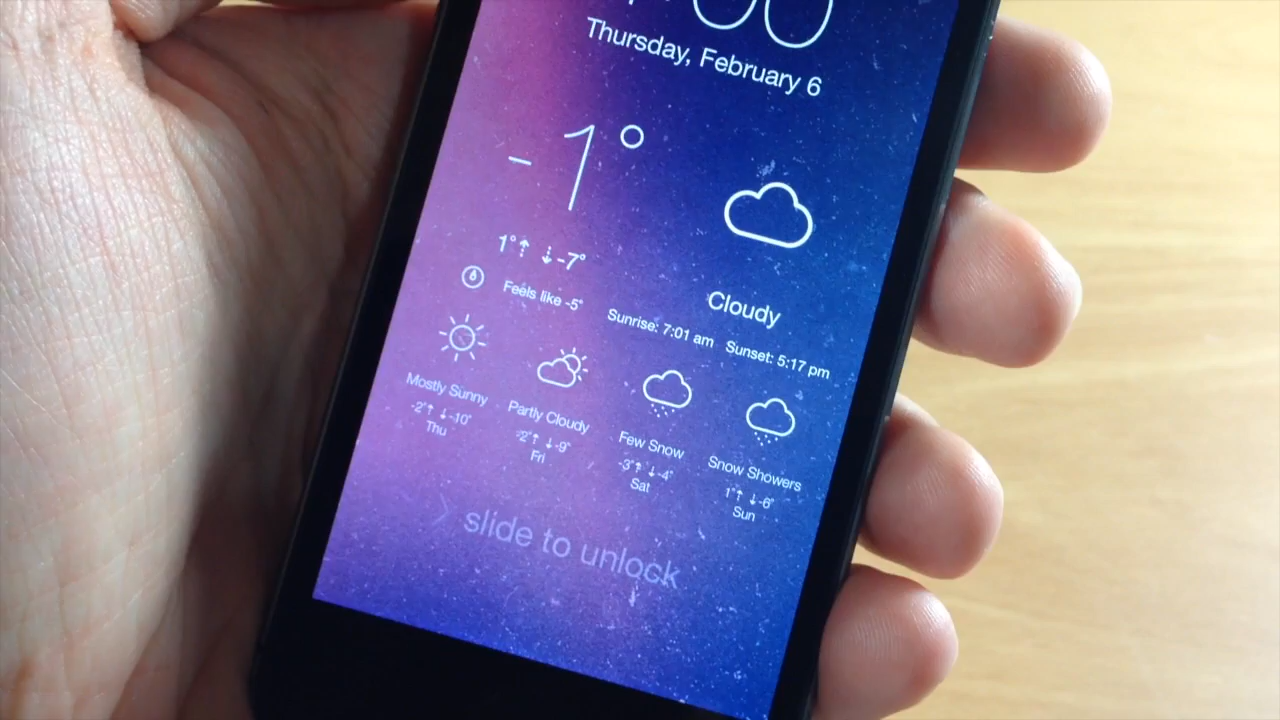 :00
Thursday, February 6
-1°
1°↑ ↓-7°
Feels like -5°
Cloudy
Sunrise: 7:01 am Sunset: 5:17 pm
Mostly Sunny
-2°↑ ↓-10°
Thu
Partly Cloudy
-2°↑ ↓-9°
Fri
Few Snow
-3°↑ ↓-4°
Sat
Snow Showers
1°↑ ↓-6°
Sun
slide to unlock